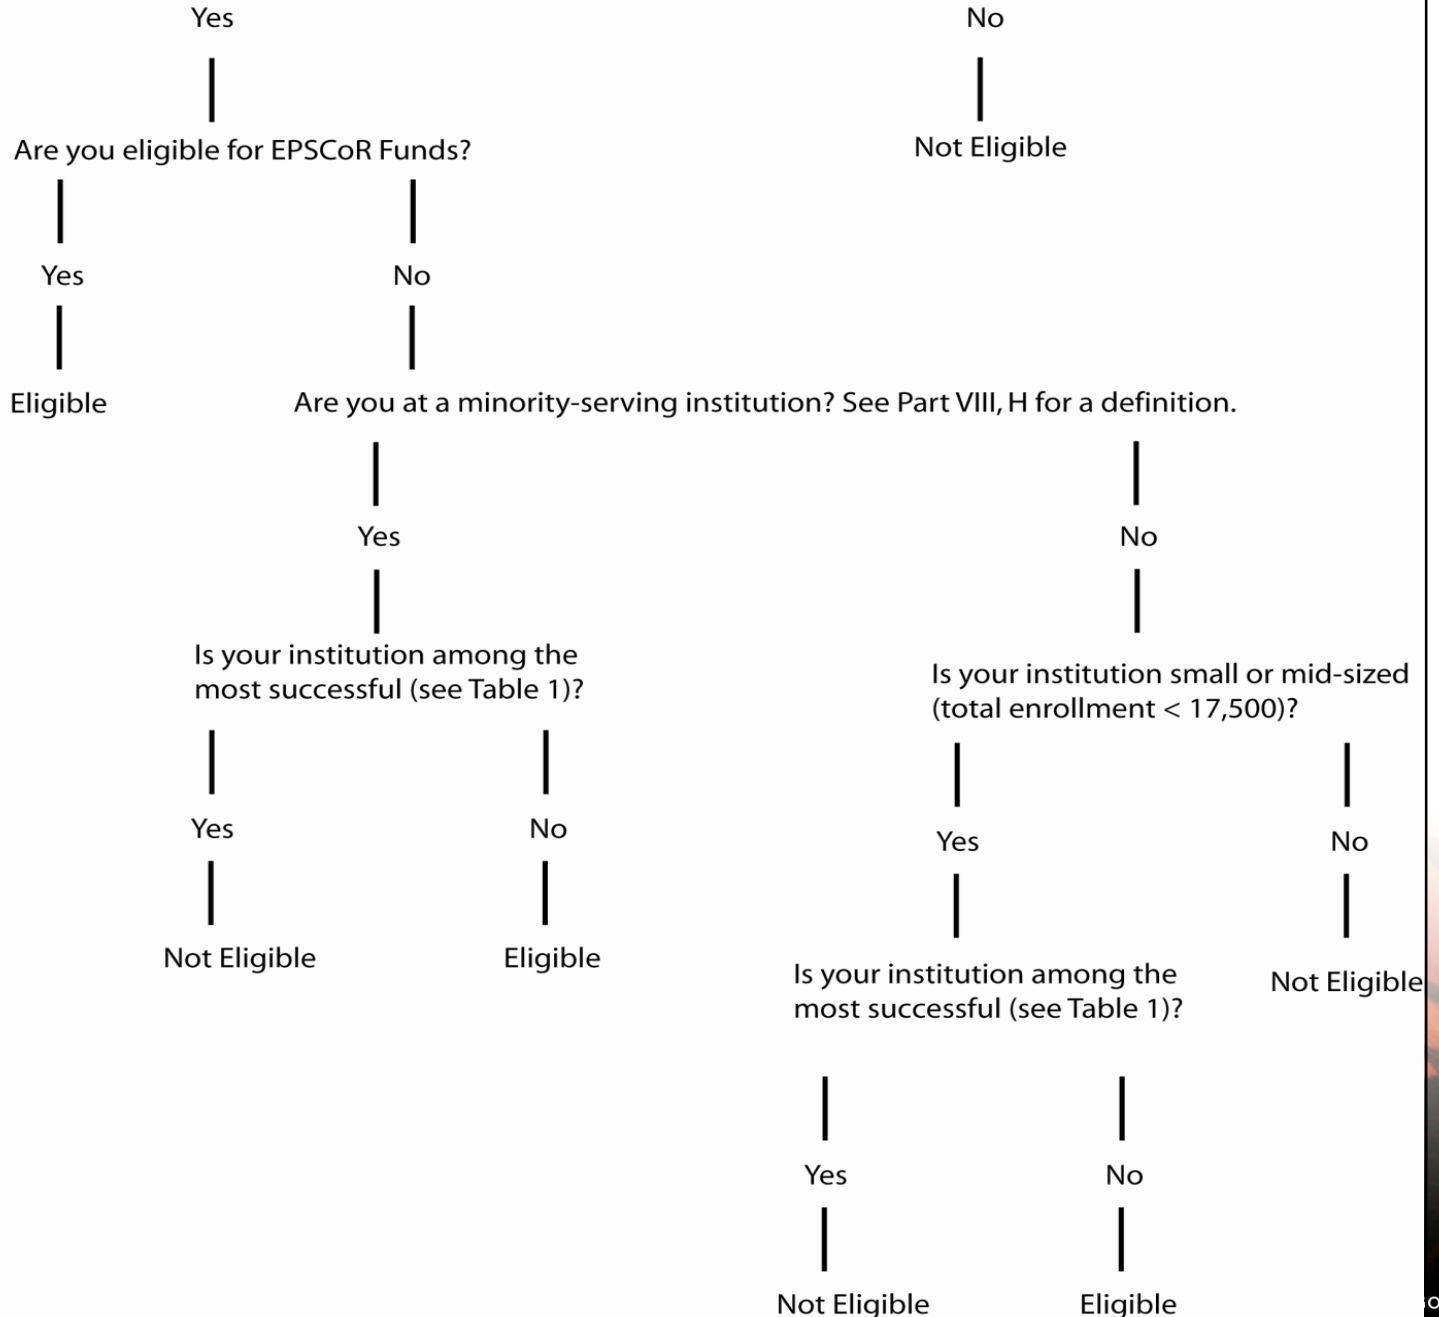 Yes
No
Not Eligible
Are you eligible for EPSCoR Funds?
Yes
No
Eligible
Are you at a minority-serving institution? See Part VIII, H for a definition.
Yes
No
Is your institution among the
most successful (see Table 1)?
Is your institution small or mid-sized
(total enrollment < 17,500)?
Yes
No
Yes
No
Not Eligible
Eligible
Is your institution among the
most successful (see Table 1)?
Not Eligible
Yes
No
Not Eligible
Eligible